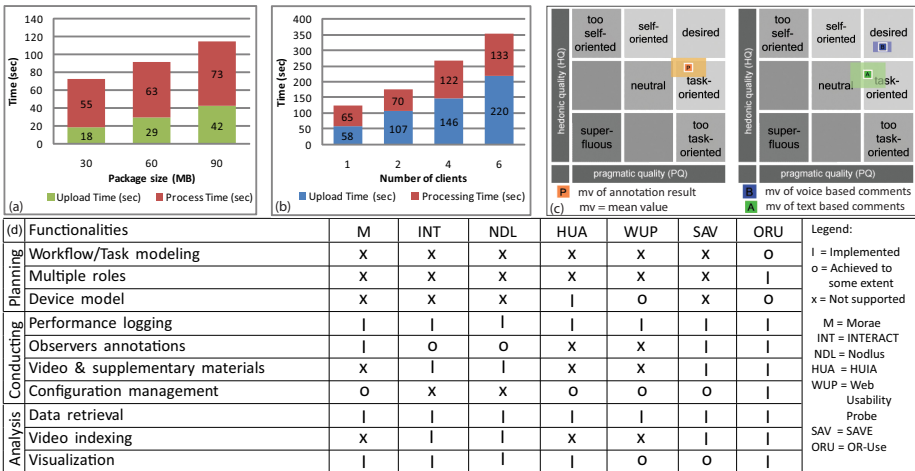 140
120
100
80
60
40
20
0
Time (sec)
55
63
73
18
29
42
30 60 90
Package size (MB)
Upload Time (sec) Process Time (sec)
(a)
400
350
300
250
200
150
100
50
0
Time (sec)
65
70
122
133
58
107
146
220
1 2 4 6
Number of clients
Upload Time (sec) Processing Time (sec)
(b)
hedonic quality (HQ)
too self-oriented
self-oriented
desired
P
neutral
task-oriented
super-fluous
too task-oriented
pragmatic quality (PQ)
P mv of annotation result
mv = mean value
(c)
hedonic quality (HQ)
too self-oriented
self-oriented
desired
B
A
neutral
task-oriented
super-fluous
too task-oriented
pragmatic quality (PQ)
B mv of voice based comments
A mv of text based comments
(d) Functionalities M INT NDL HUA WUP SAV ORU
Planning
Workflow/Task modeling x x x x x x o
Multiple roles x x x x x x I
Device model x x x I o x o
Conducting
Performance logging I I I I I I I
Observers annotations I o o x x I I
Video & supplementary materials x I I x x I I
Configuration management o x x o o o I
Analysis
Data retrieval I I I I I I I
Video indexing x I I x x I I
Visualization I I I I o o I
Legend:
I = Implemented
o = Achieved to
some extent
x = Not supported
M = Morae
INT = INTERACT
NDL = Nodlus
HUA = HUIA
WUP = Web
Usability
Probe
SAV = SAVE
ORU = OR-Use